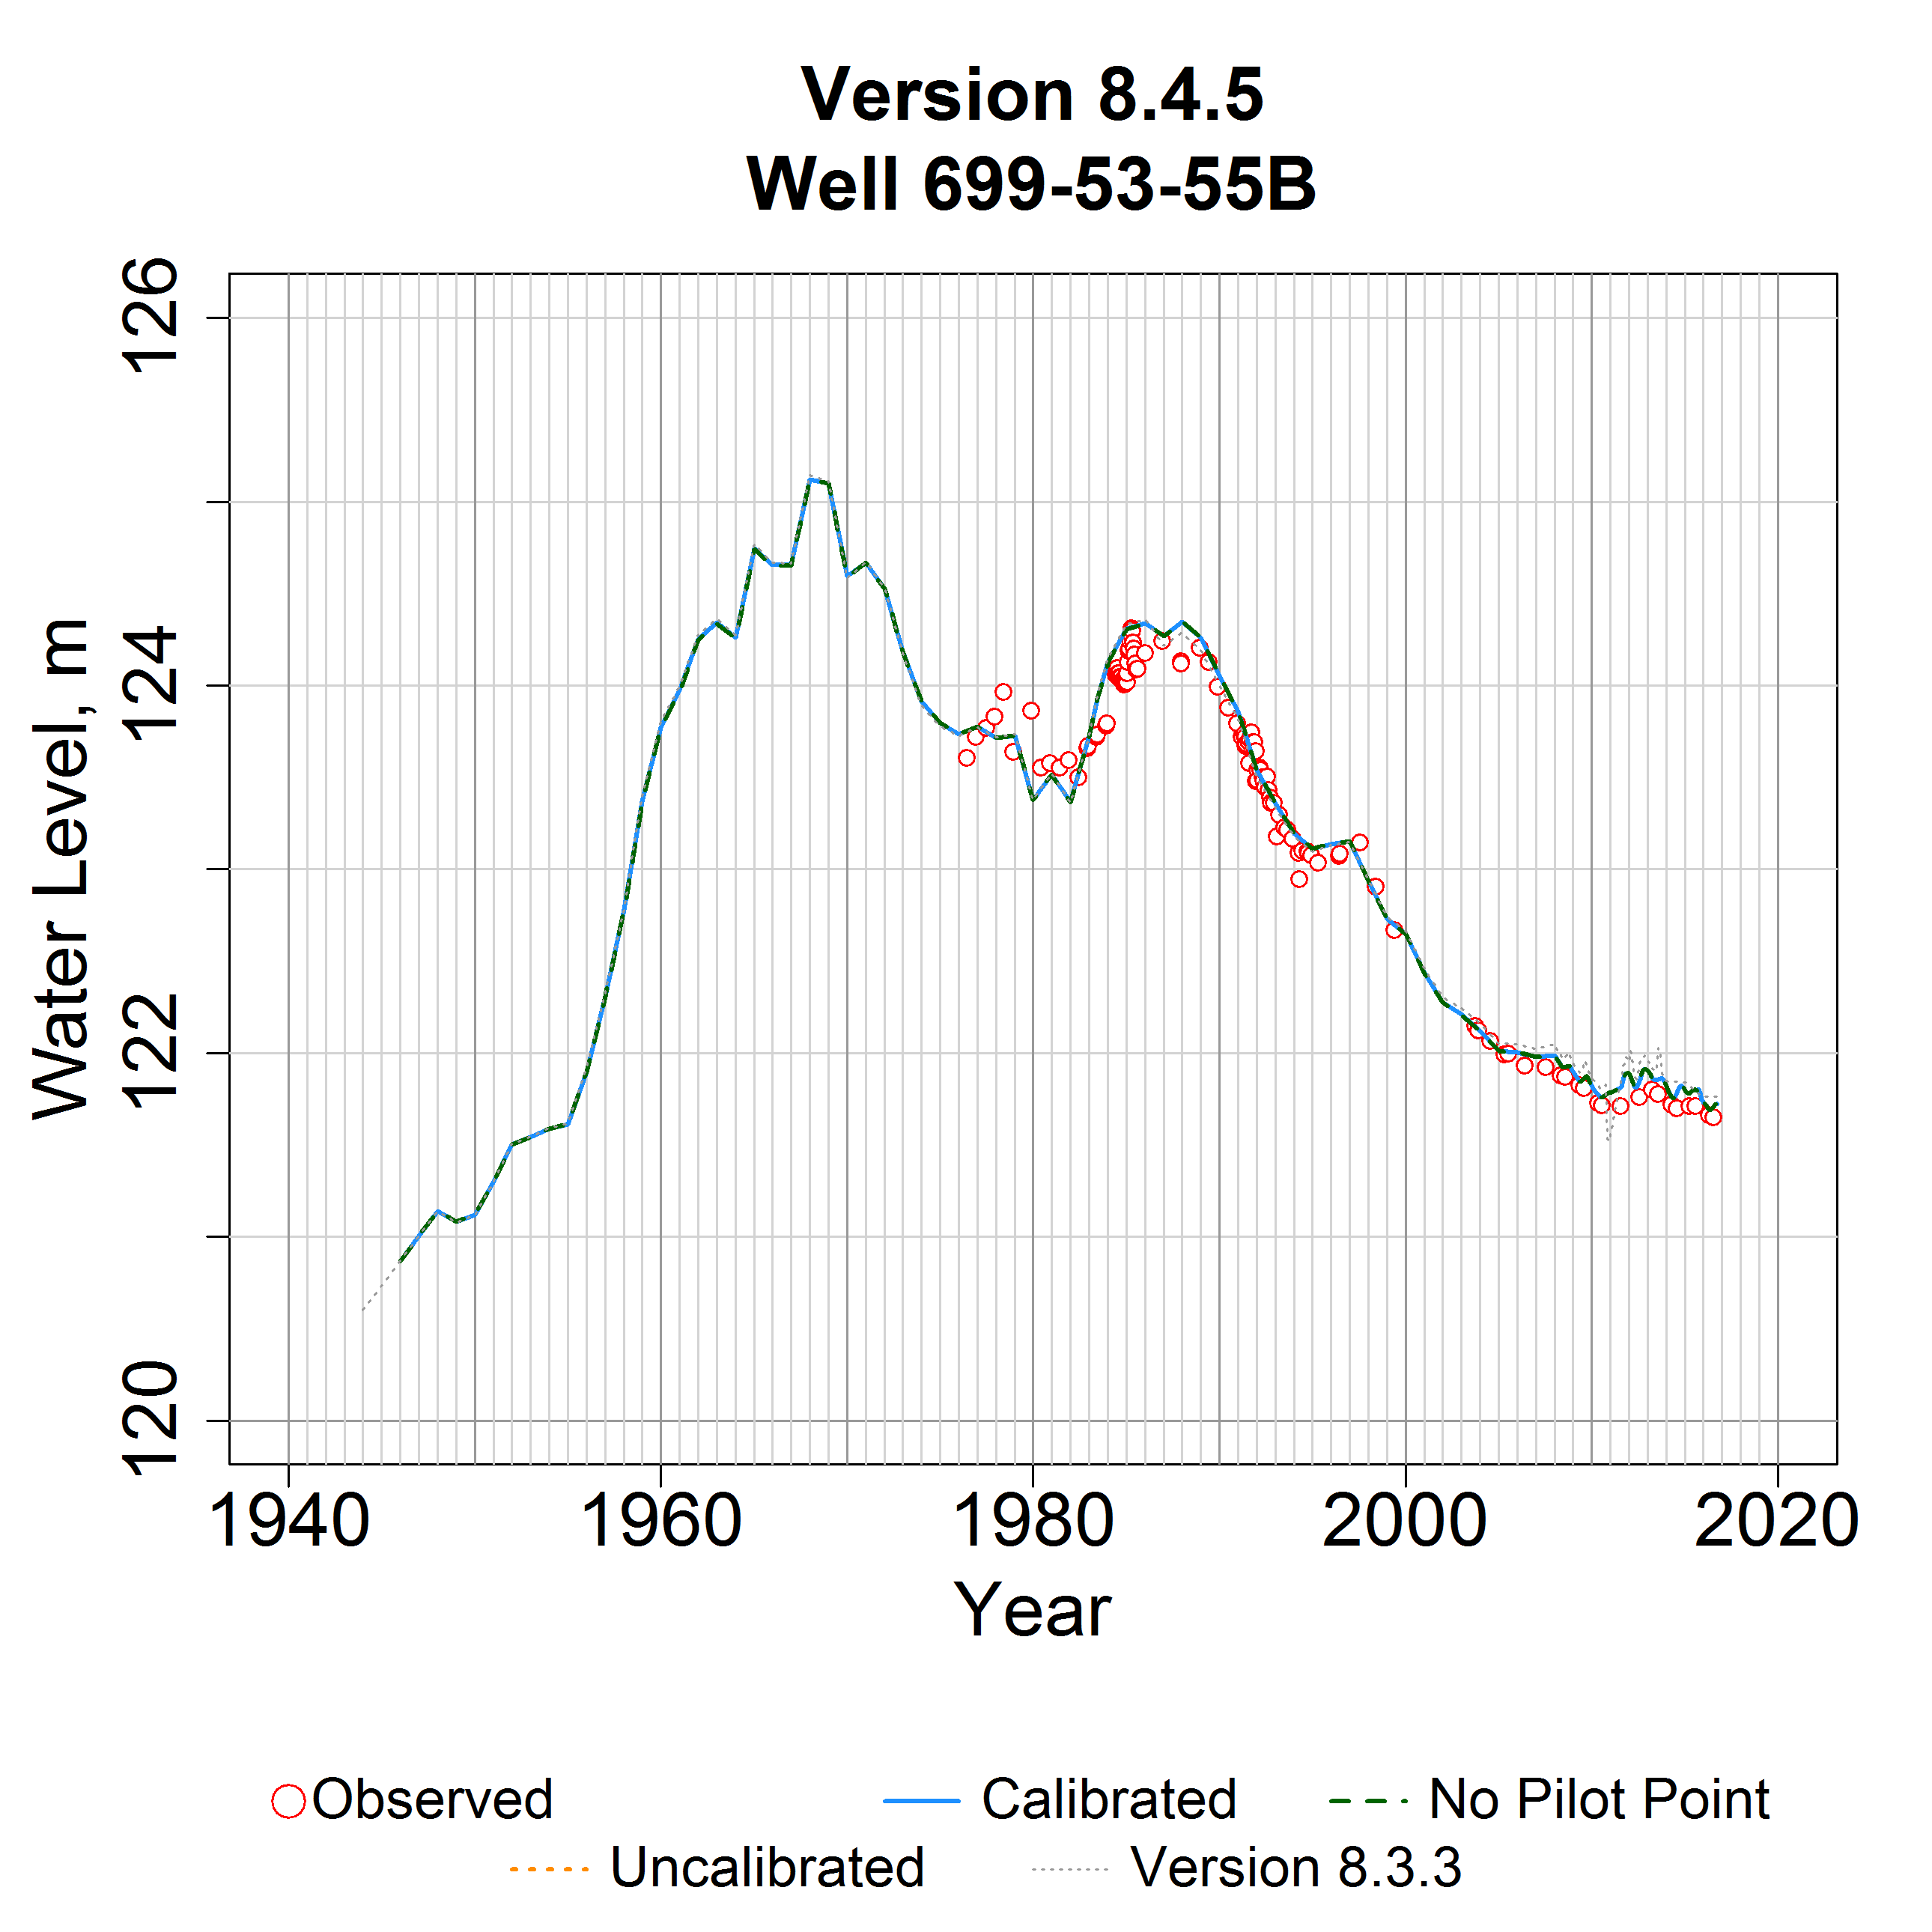 Version 8.4.5
Well 699-53-55B
126
124
122
120
Water Level, m
1940 1960 1980 2000 2020
Year
Observed Calibrated No Pilot Point
Uncalibrated Version 8.3.3